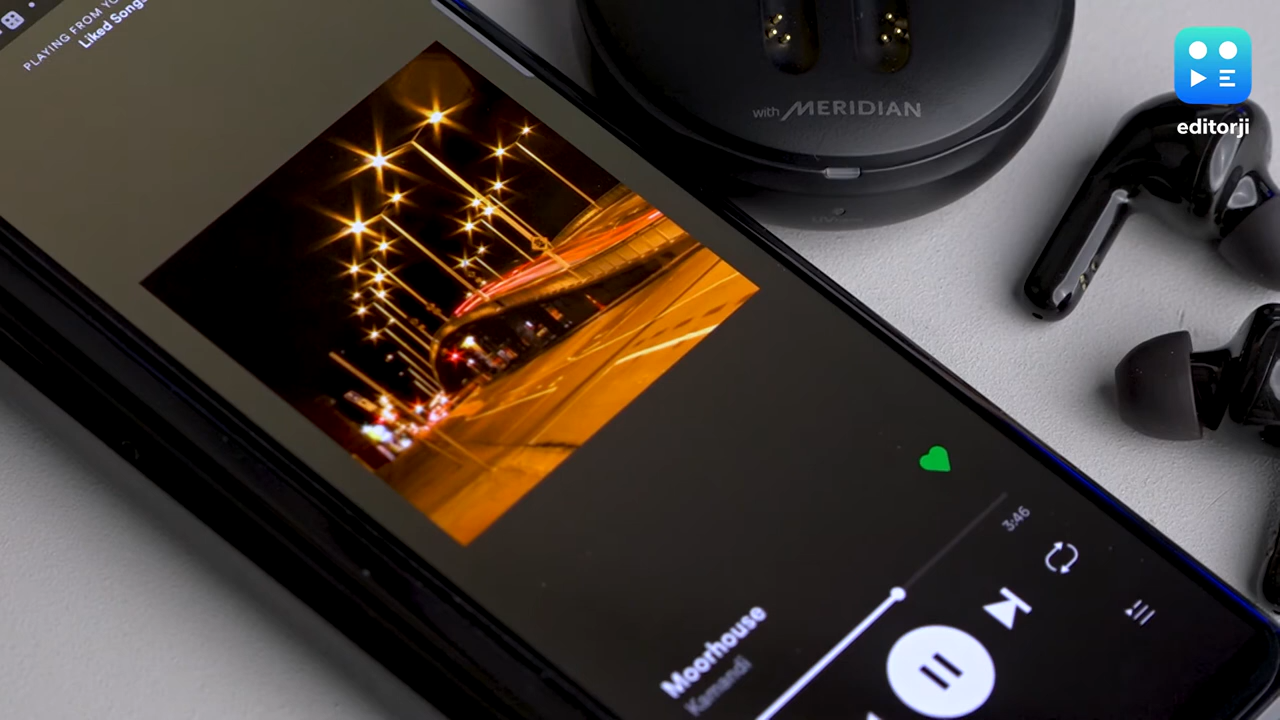 PLAYING FROM YO
Liked Songs
with MERIDIAN
editorji
3:46
Moorhouse
Kamandi